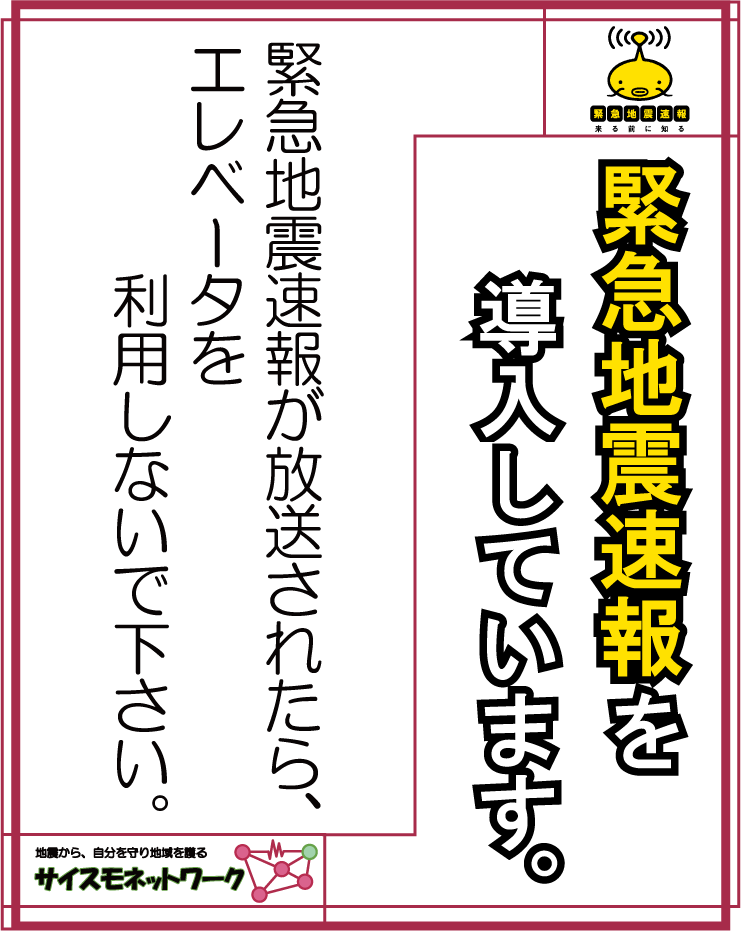 緊急地震速報
来る前に知る
緊急地震速報を
導入しています。
緊急地震速報が放送されたら、
エレベータを
利用しないで下さい。
地震から、自分を守り地域を護る
サイスモネットワーク